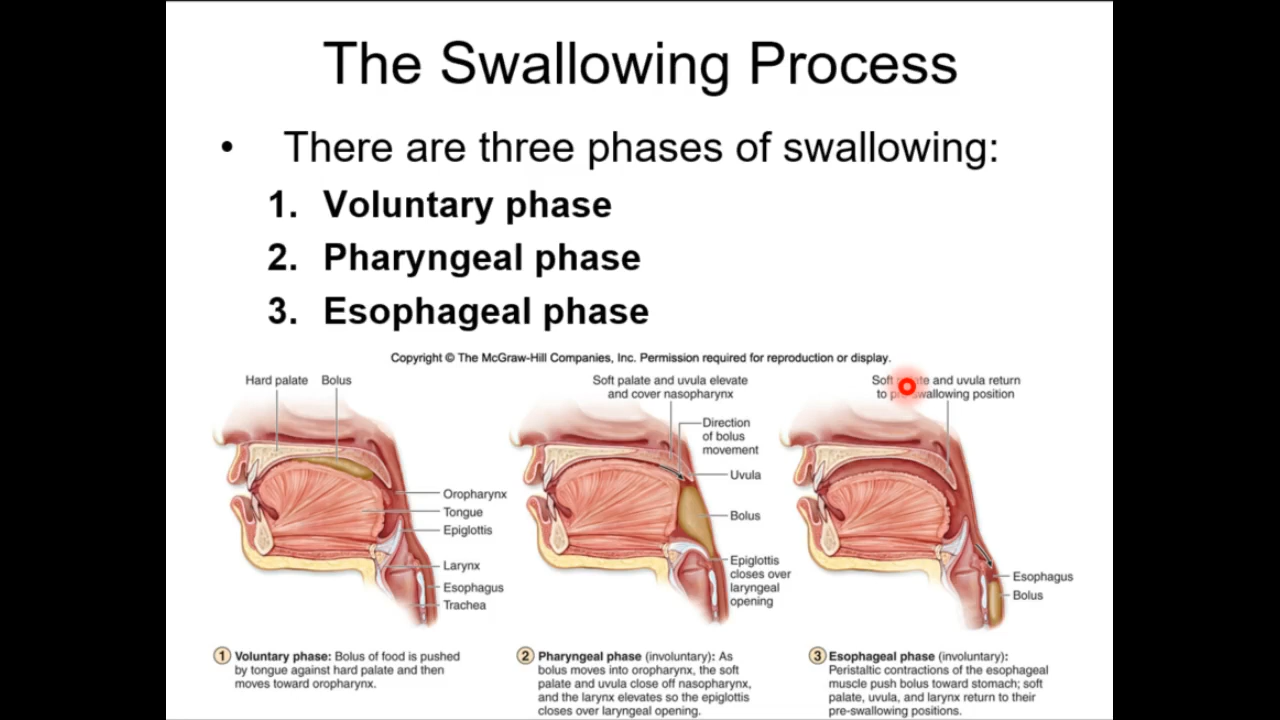 The Swallowing Process
• There are three phases of swallowing:
1. Voluntary phase
2. Pharyngeal phase
3. Esophageal phase
Copyright © The McGraw-Hill Companies, Inc. Permission required for reproduction or display.
Hard palate
Bolus
Oropharynx
Tongue
Epiglottis
Larynx
Esophagus
Trachea
1 Voluntary phase: Bolus of food is pushed
by tongue against hard palate and then
moves toward oropharynx.
Soft palate and uvula elevate
and cover nasopharynx
Direction
of bolus
movement
Uvula
Bolus
Epiglottis
closes over
laryngeal
opening
2 Pharyngeal phase (involuntary): As
bolus moves into oropharynx, the soft
palate and uvula close off nasopharynx,
and the larynx elevates so the epiglottis
closes over laryngeal opening.
Soft palate and uvula return
to pre-swallowing position
Esophagus
Bolus
3 Esophageal phase (involuntary):
Peristaltic contractions of the esophageal
muscle push bolus toward stomach; soft
palate, uvula, and larynx return to their
pre-swallowing positions.